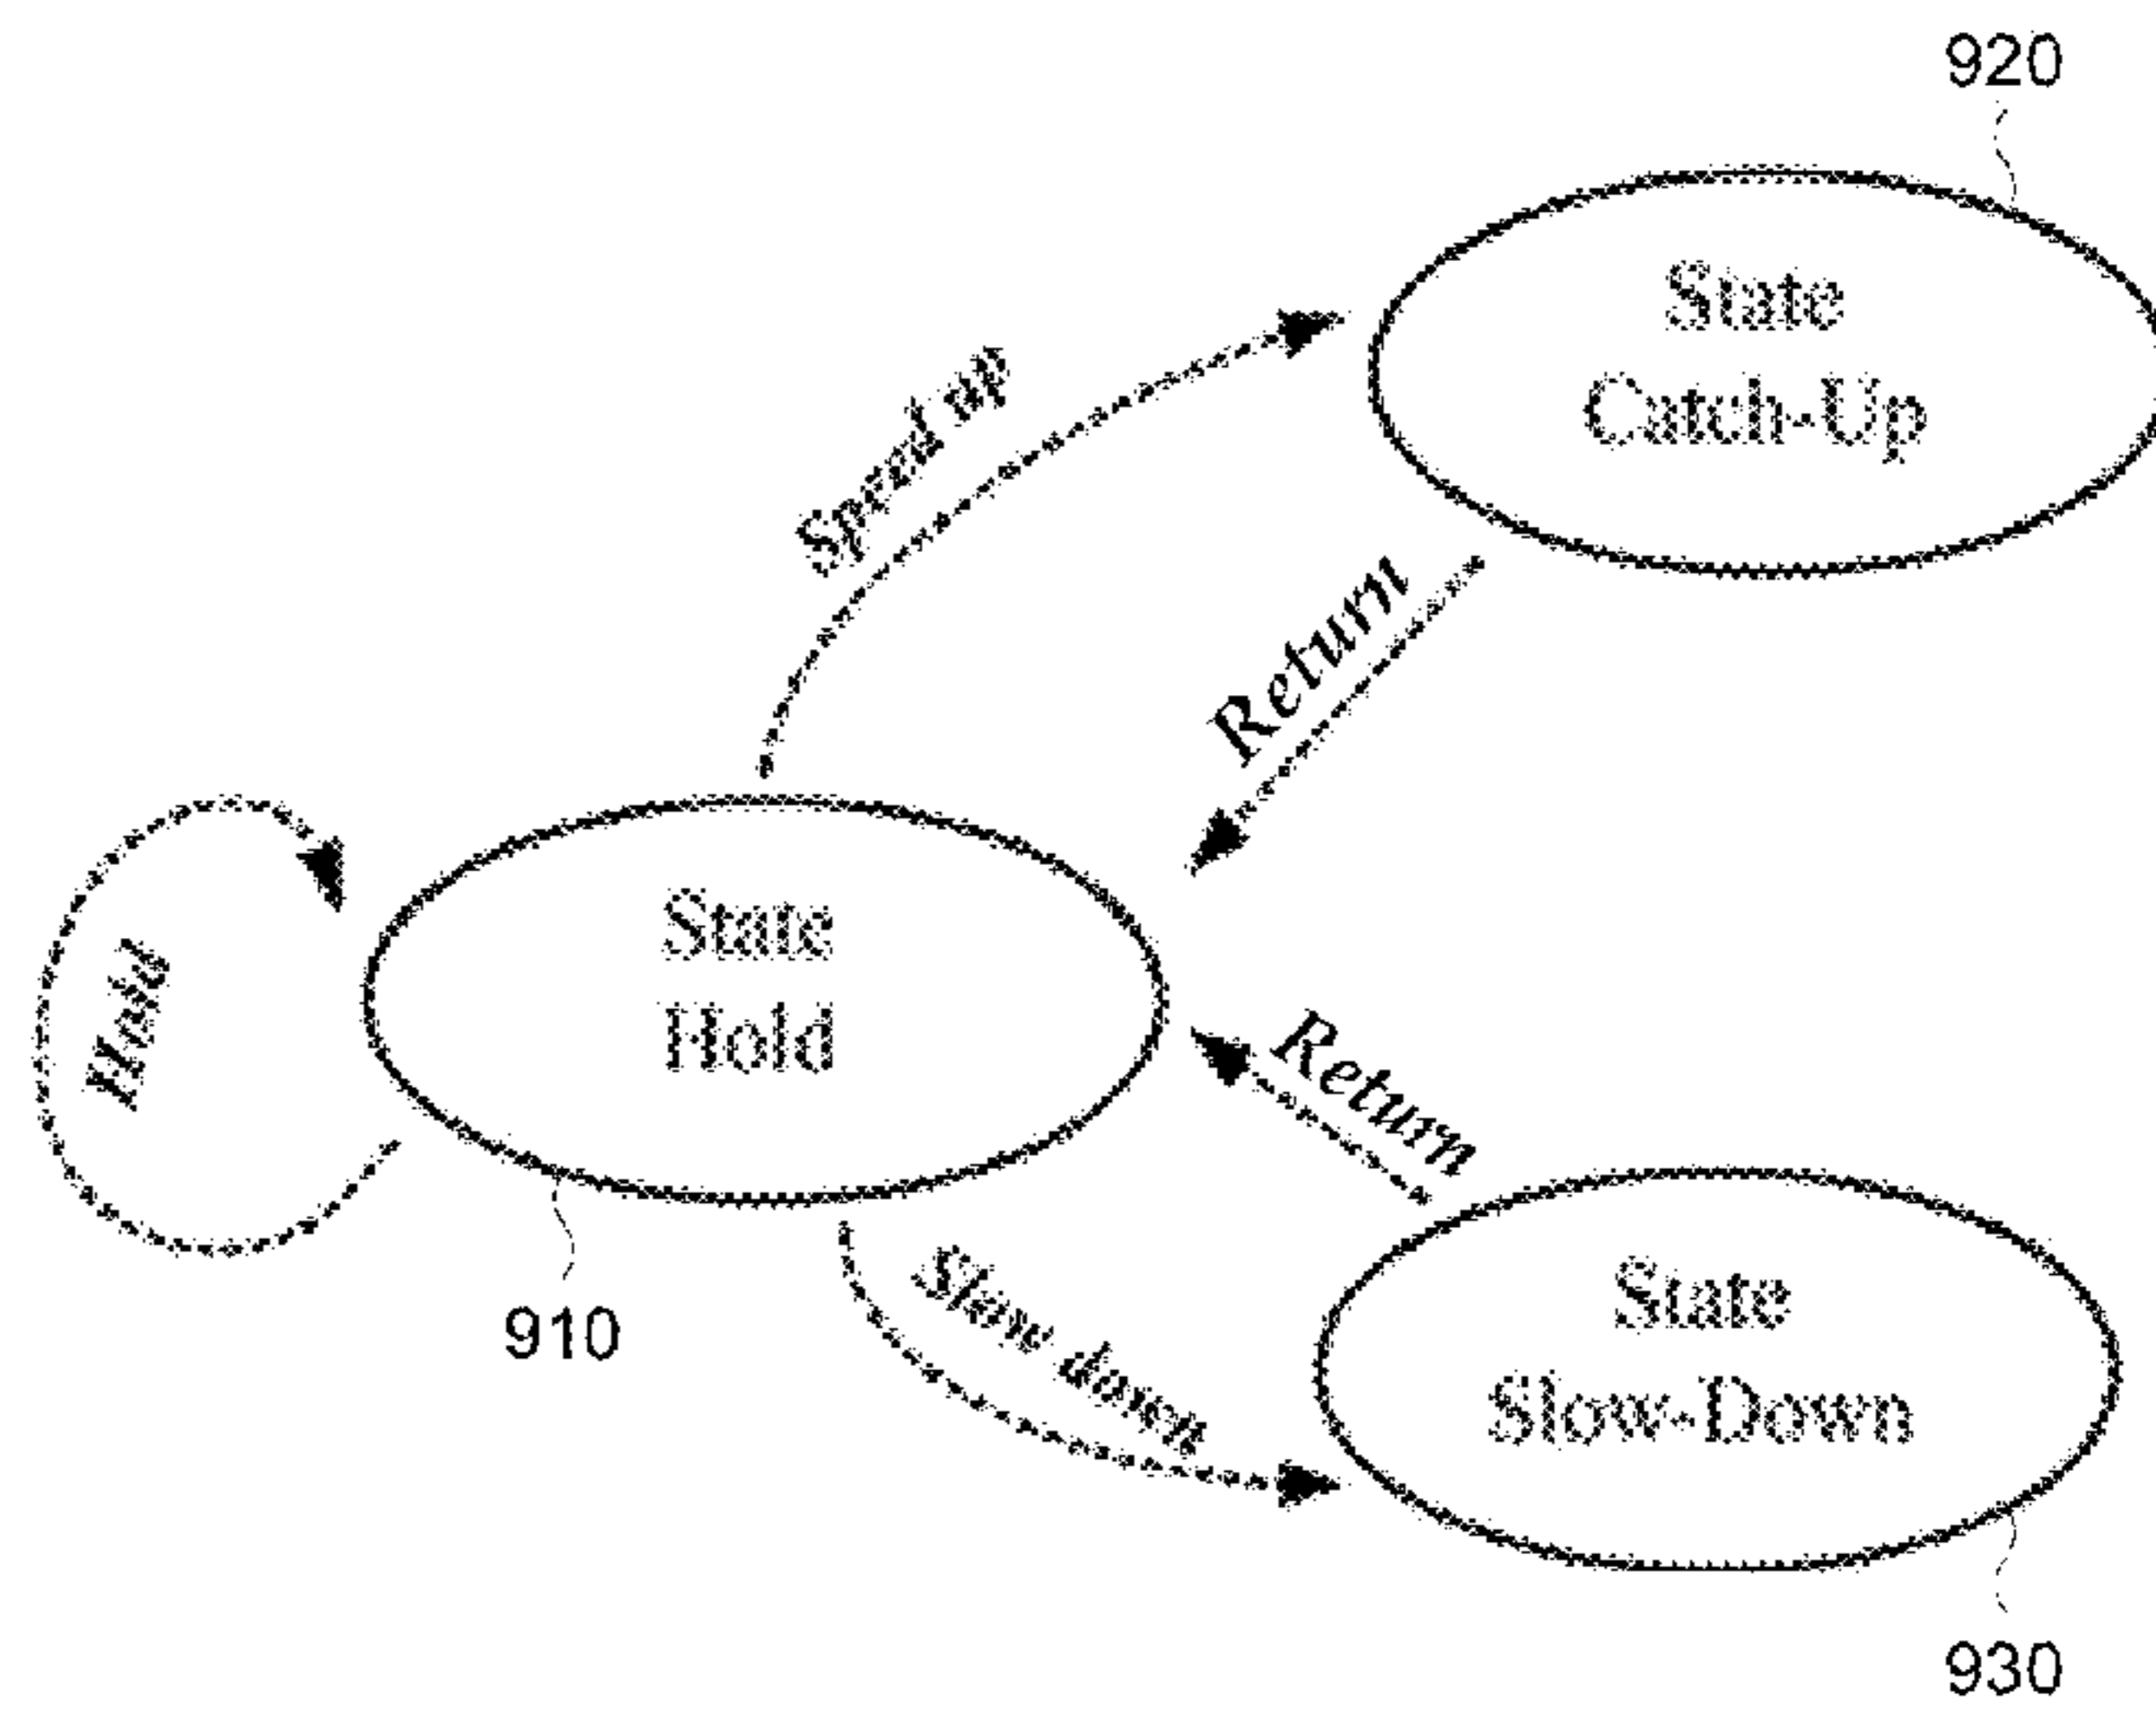 920
State
Catch-Up
Speed up
Return
State
Hold
Hold
Return
910
Slow down
State
Slow-Down
930